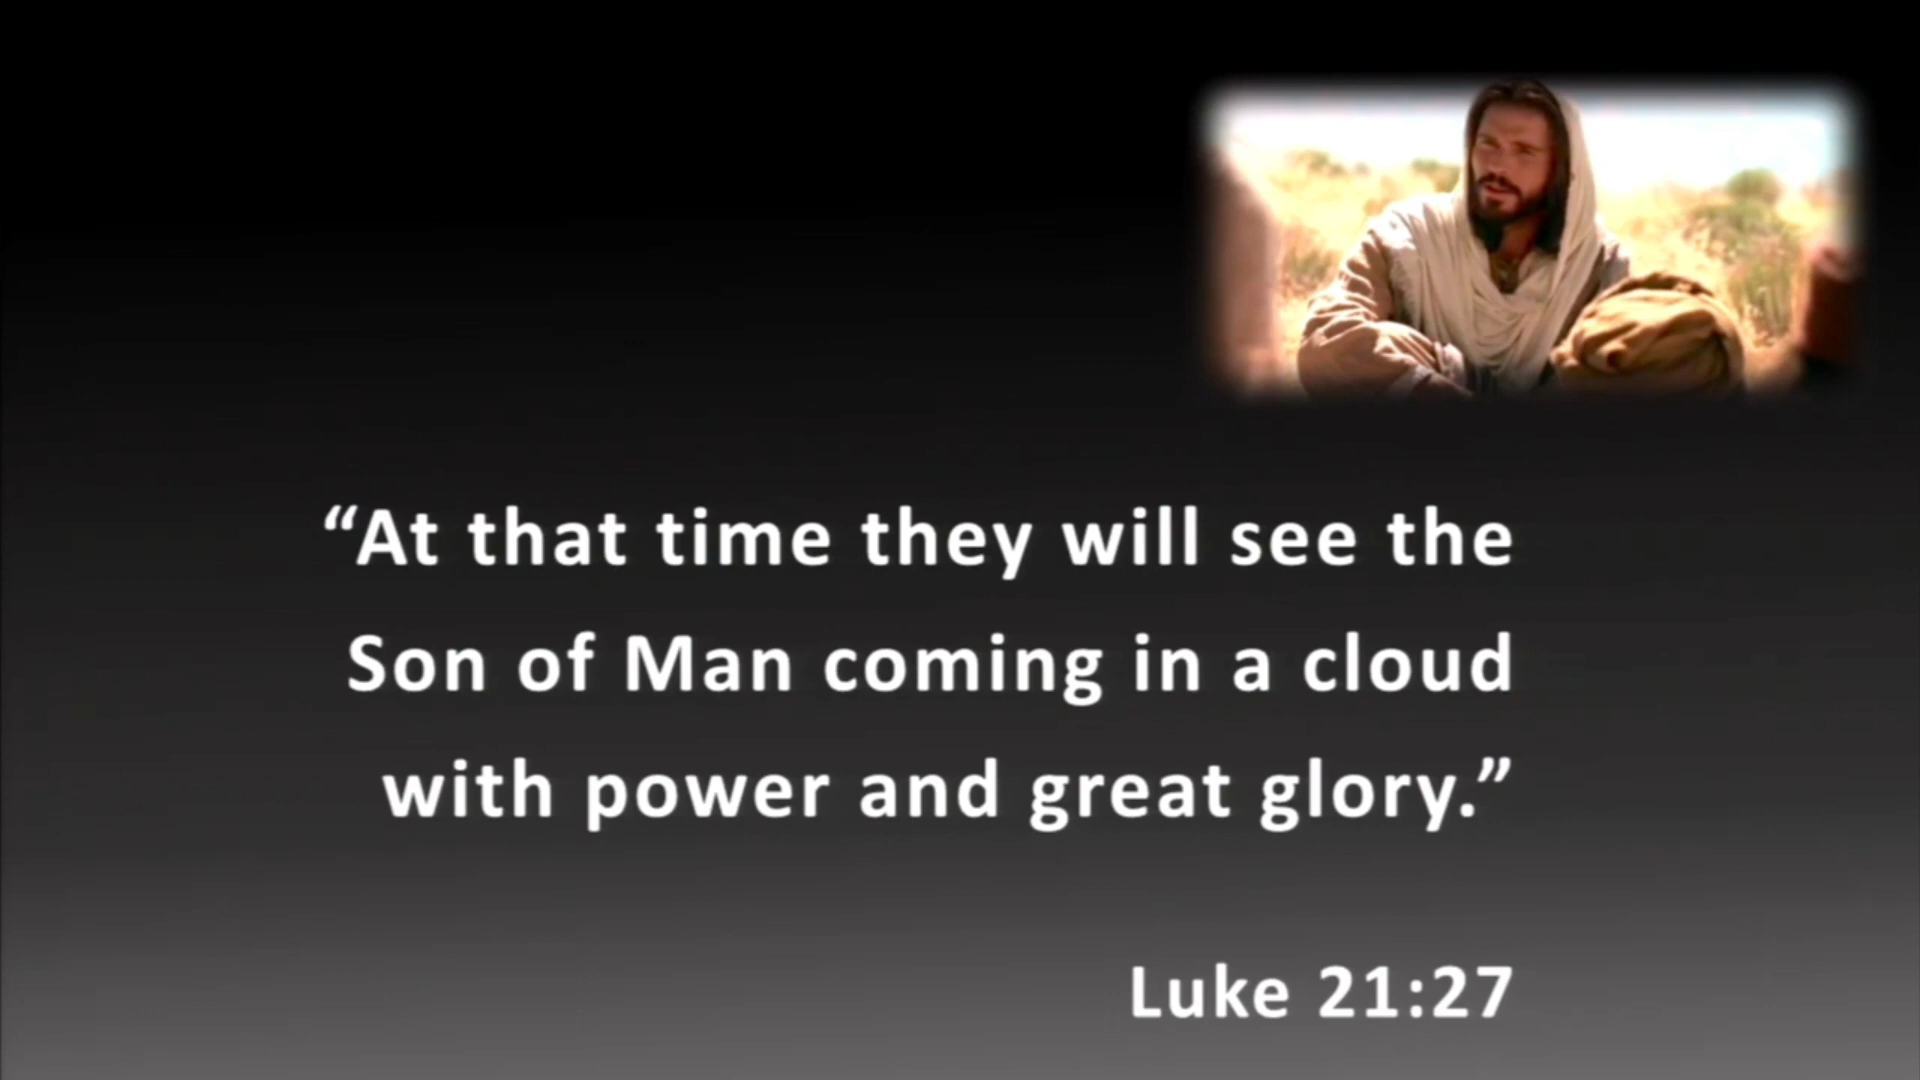 “At that time they will see the
Son of Man coming in a cloud
with power and great glory.”
Luke 21:27